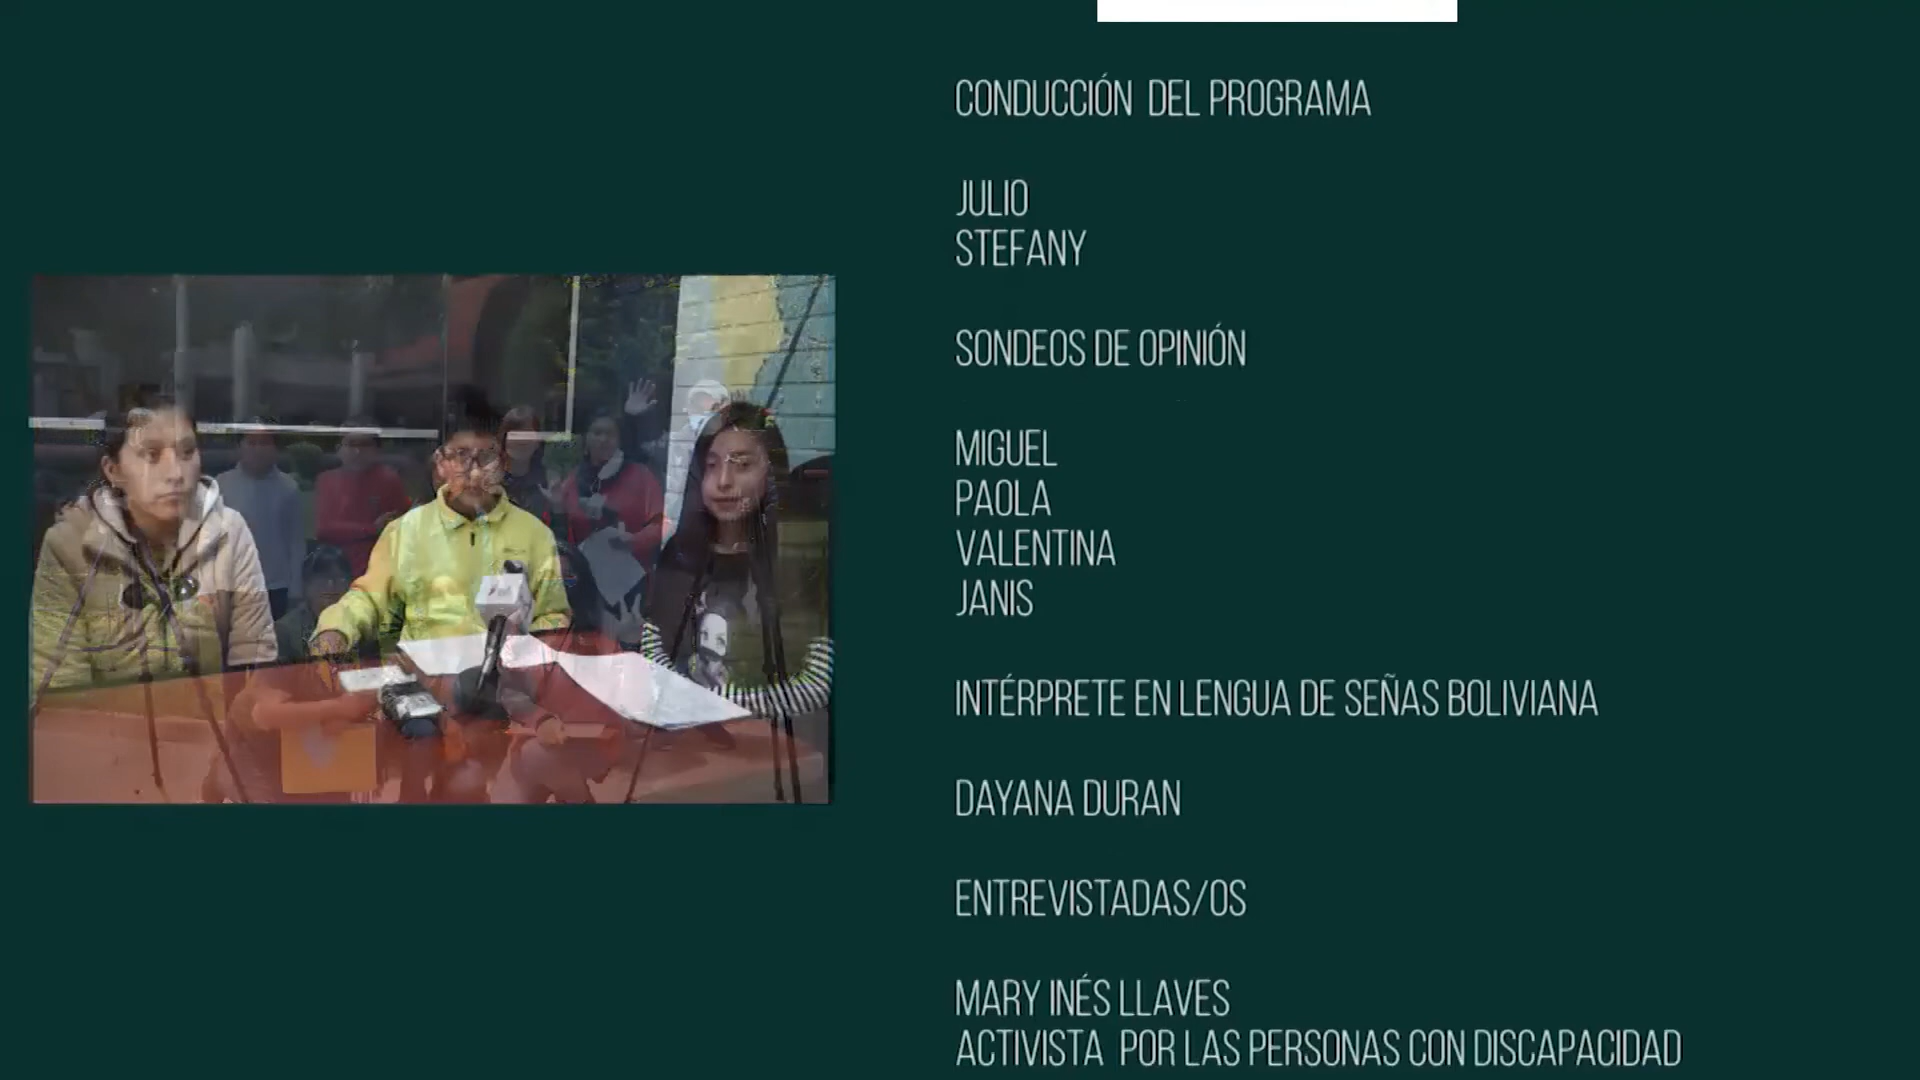 CONDUCCIÓN DEL PROGRAMA
JULIO
STEFANY
SONDEOS DE OPINIÓN
MIGUEL
PAOLA
VALENTINA
JANIS
INTÉRPRETE EN LENGUA DE SEÑAS BOLIVIANA
DAYANA DURAN
ENTREVISTADAS/OS
MARY INÉS LLAVES
ACTIVISTA POR LAS PERSONAS CON DISCAPACIDAD